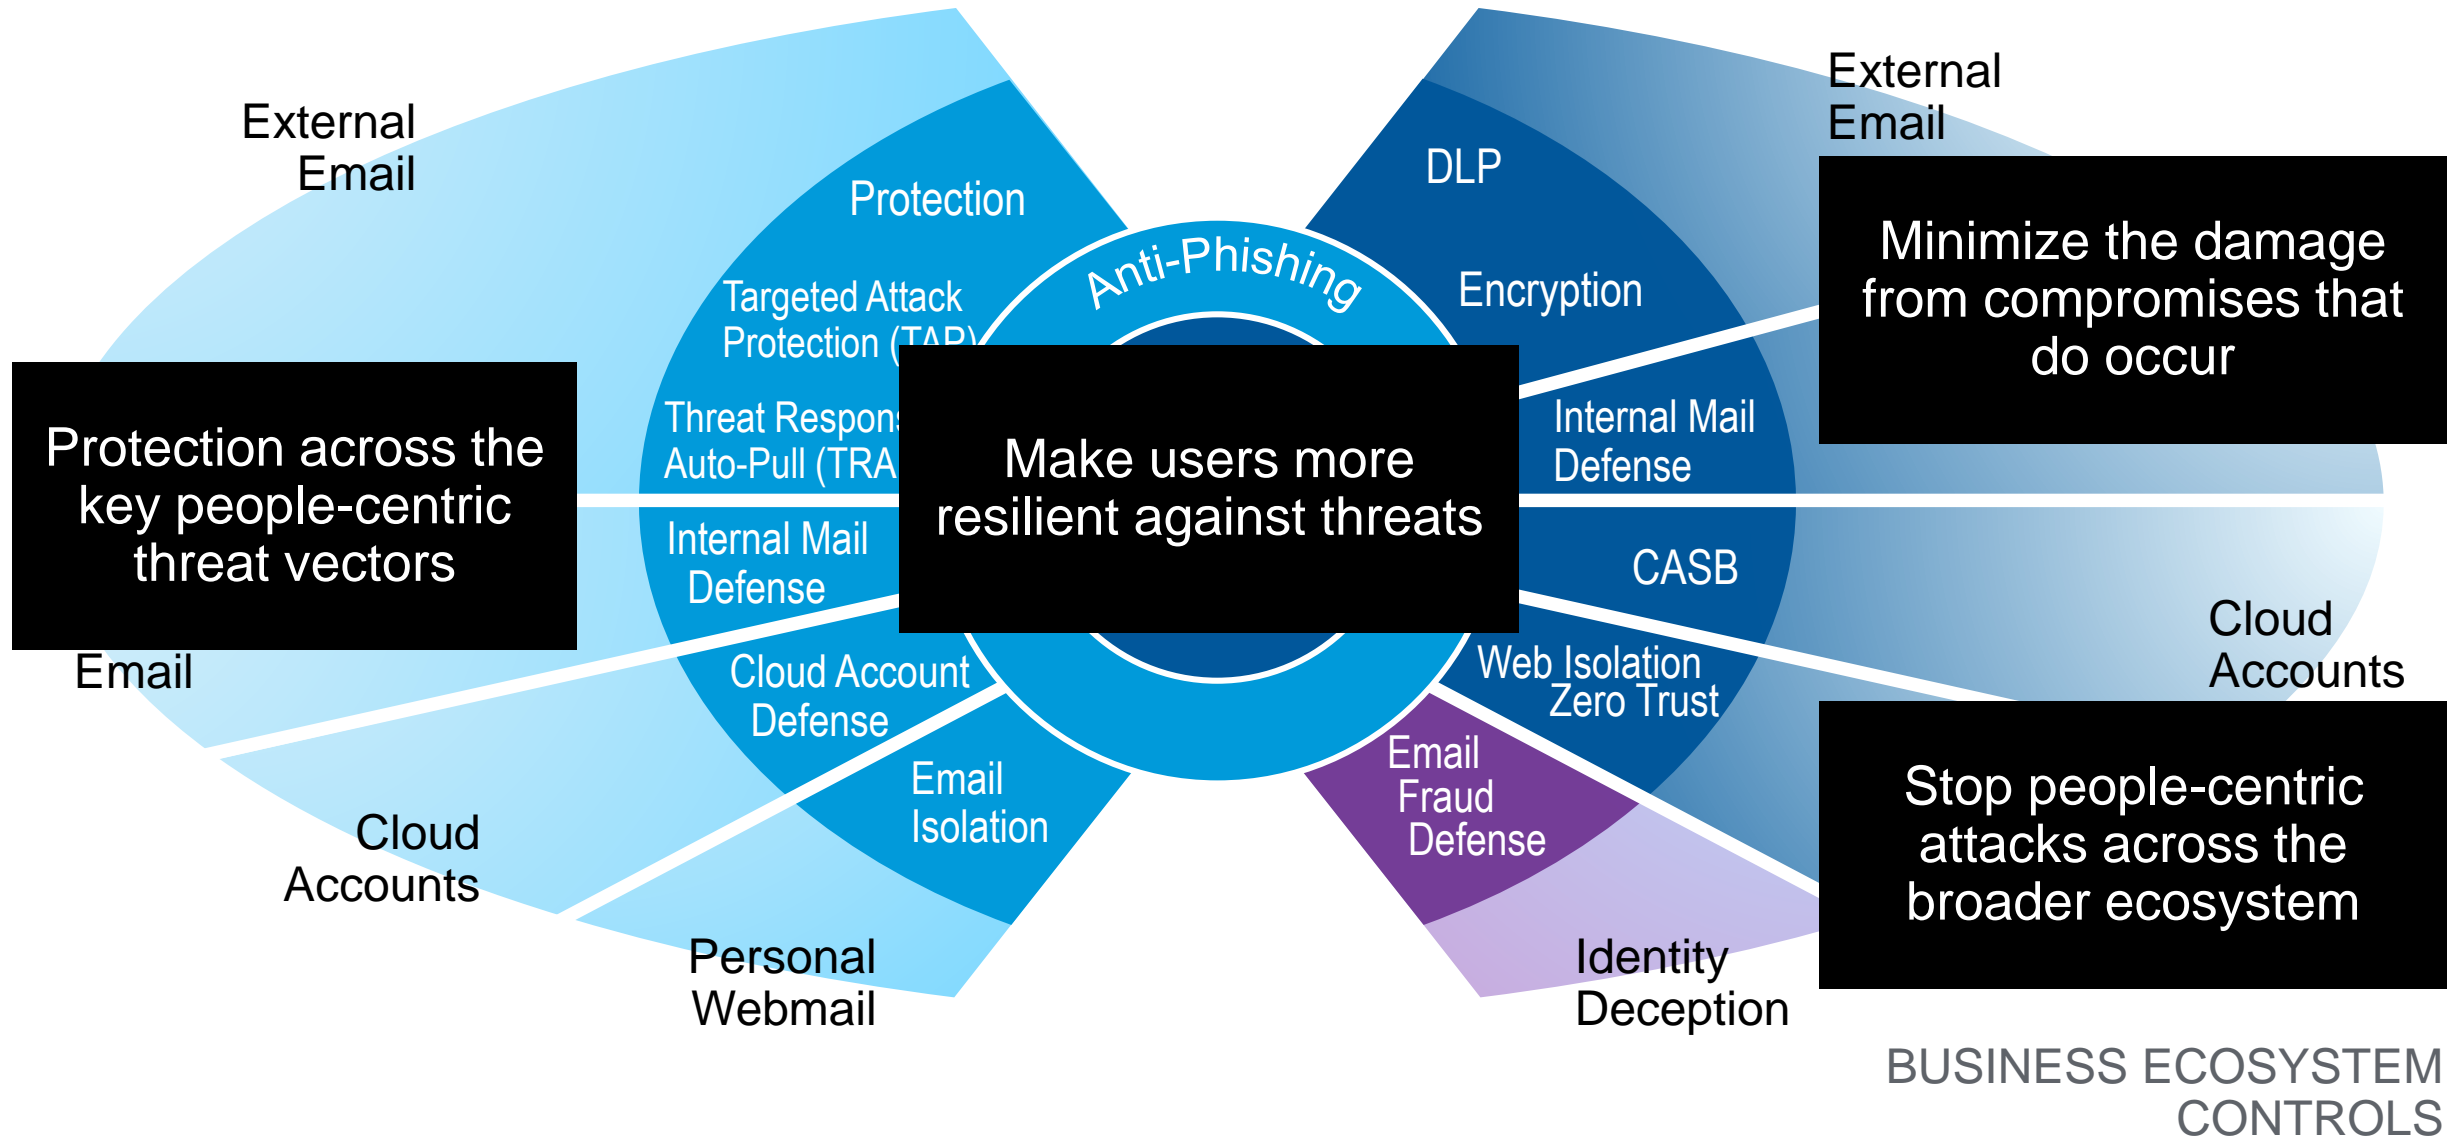 External
Email
Protection
Targeted Attack
Protection (TAP)
Threat Respons
Auto-Pull (TRA
Protection across the
key people-centric
threat vectors
Email
Internal Mail
Defense
Cloud Account
Defense
Email
Isolation
Cloud
Accounts
Personal
Webmail
Anti-Phishing
Make users more
resilient against threats
External
Email
DLP
Encryption
Minimize the damage
from compromises that
do occur
Internal Mail
Defense
CASB
Web Isolation
Zero Trust
Cloud
Accounts
Email
Fraud
Defense
Stop people-centric
attacks across the
broader ecosystem
Identity
Deception
BUSINESS ECOSYSTEM
CONTROLS